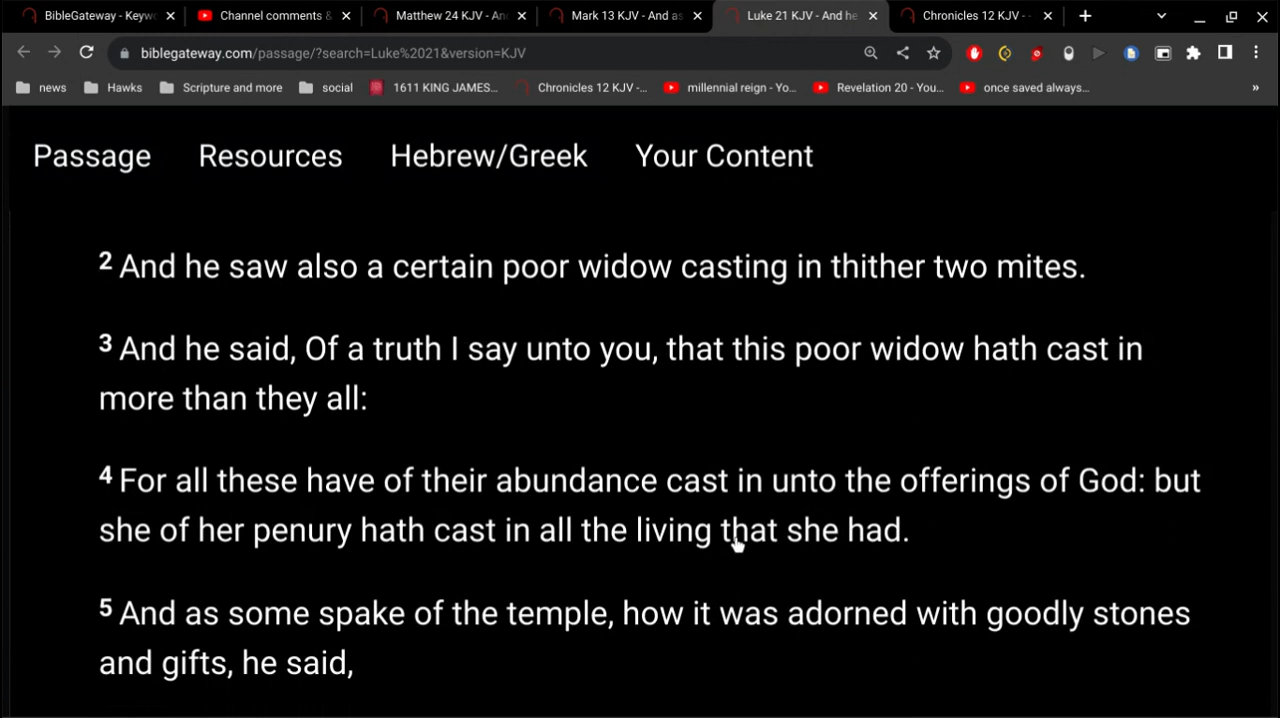 BibleGateway - Keyw
Channel comments &
Matthew 24 KJV - An
Mark 13 KJV - And as
Luke 21 KJV - And he
Chronicles 12 KJV - -
biblegateway.com/passage/?search=Luke%2021&version=KJV
news
Hawks
Scripture and more
social
1611 KING JAMES...
Chronicles 12 KJV -...
millennial reign - Yo...
Revelation 20 - You...
once saved always...
»
Passage
Resources
Hebrew/Greek
Your Content
2 And he saw also a certain poor widow casting in thither two mites.
3 And he said, Of a truth I say unto you, that this poor widow hath cast in
more than they all:
4 For all these have of their abundance cast in unto the offerings of God: but
she of her penury hath cast in all the living that she had.
5 And as some spake of the temple, how it was adorned with goodly stones
and gifts, he said,